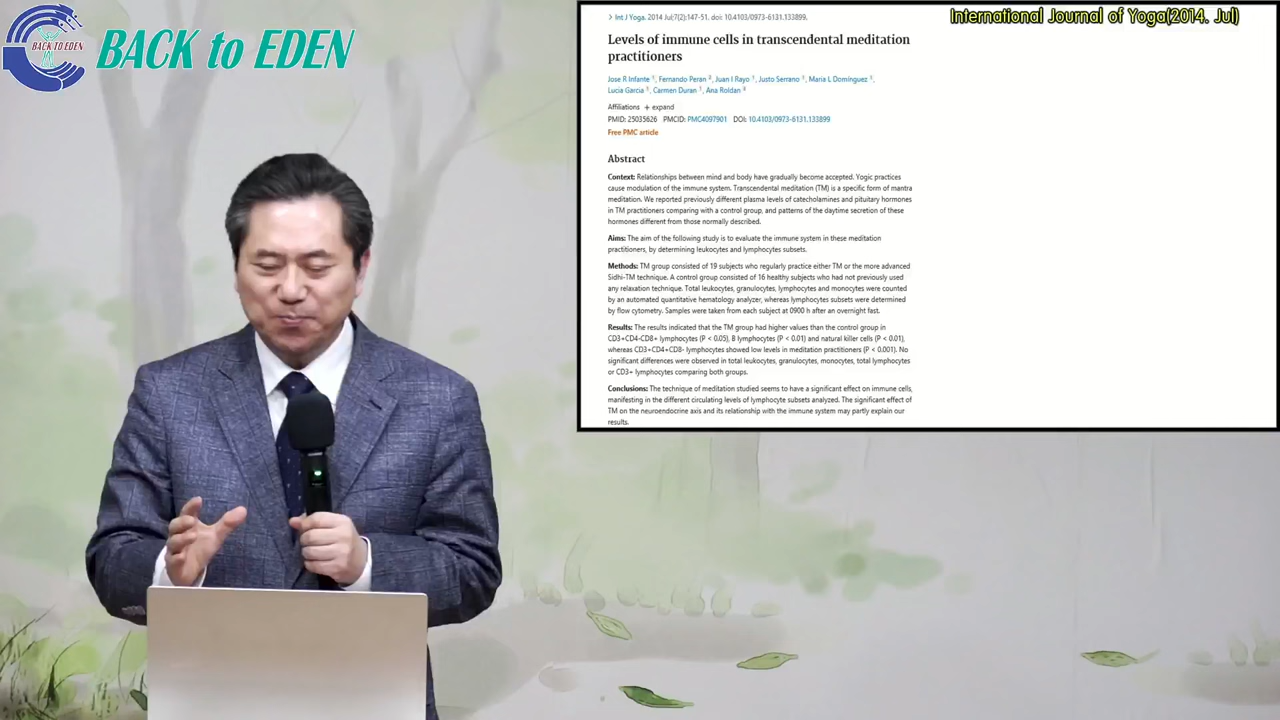 BACK TO EDEN
BACK to EDEN
International Journal of Yoga(2014. Jul)
Int J Yoga. 2014 Jul;7(2):147-51. doi: 10.4103/0973-6131.133899.
Levels of immune cells in transcendental meditation
practitioners
Jose R Infante 1, Fernando Peran 2, Juan I Rayo 1, Justo Serrano 1, Maria L Domínguez 1,
Lucia Garcia 1, Carmen Duran 1, Ana Roldan 3
Affiliations + expand
PMID: 25035626 PMCID: PMC4097901 DOI: 10.4103/0973-6131.133899
Free PMC article
Abstract
Context: Relationships between mind and body have gradually become accepted. Yogic practices
cause modulation of the immune system. Transcendental meditation (TM) is a specific form of mantra
meditation. We reported previously different plasma levels of catecholamines and pituitary hormones
in TM practitioners comparing with a control group, and patterns of the daytime secretion of these
hormones different from those normally described.
Aims: The aim of the following study is to evaluate the immune system in these meditation
practitioners, by determining leukocytes and lymphocytes subsets.
Methods: TM group consisted of 19 subjects who regularly practice either TM or the more advanced
Sidhi-TM technique. A control group consisted of 16 healthy subjects who had not previously used
any relaxation technique. Total leukocytes, granulocytes, lymphocytes and monocytes were counted
by an automated quantitative hematology analyzer, whereas lymphocytes subsets were determined
by flow cytometry. Samples were taken from each subject at 0900 h after an overnight fast.
Results: The results indicated that the TM group had higher values than the control group in
CD3+CD4-CD8+ lymphocytes (P < 0.05), B lymphocytes (P < 0.01) and natural killer cells (P < 0.01),
whereas CD3+CD4+CD8- lymphocytes showed low levels in meditation practitioners (P < 0.001). No
significant differences were observed in total leukocytes, granulocytes, monocytes, total lymphocytes
or CD3+ lymphocytes comparing both groups.
Conclusions: The technique of meditation studied seems to have a significant effect on immune cells,
manifesting in the different circulating levels of lymphocyte subsets analyzed. The significant effect of
TM on the neuroendocrine axis and its relationship with the immune system may partly explain our
results.